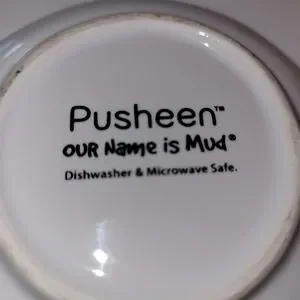 Pusheen™
OUR Name is Mud®
Dishwasher & Microwave Safe.